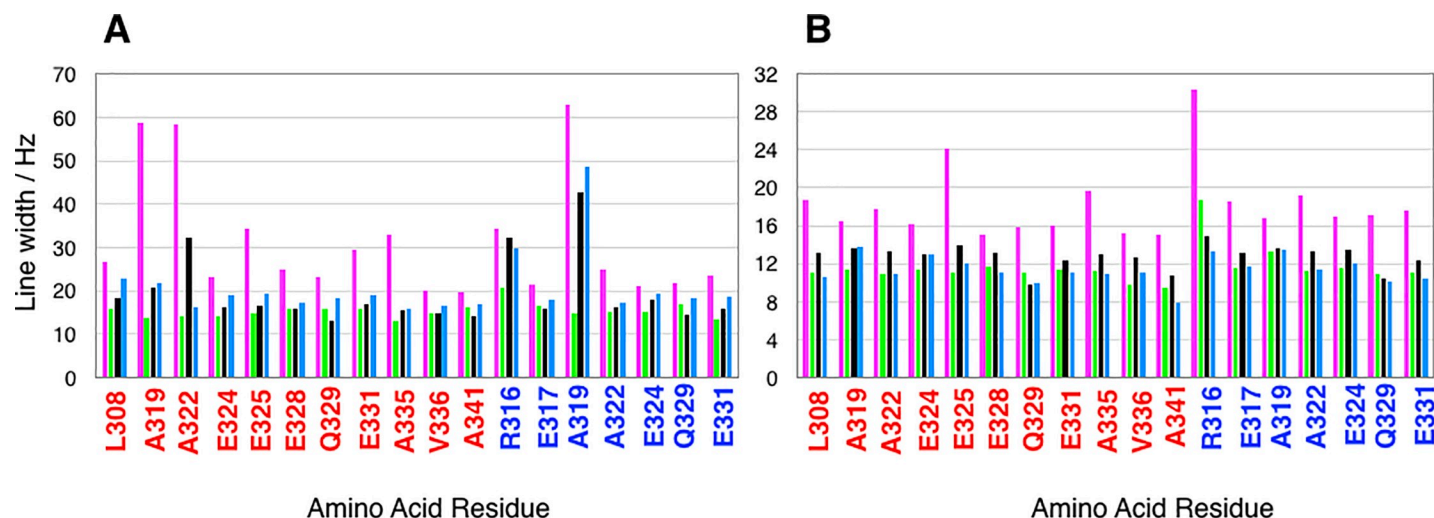 A
B
Line width / Hz
70
60
50
40
30
20
10
0
L308
A319
A322
E324
E325
E328
Q329
E331
A335
V336
A341
R316
E317
A319
A322
E324
Q329
E331
Amino Acid Residue
32
28
24
20
16
12
8
4
0
L308
A319
A322
E324
E325
E328
Q329
E331
A335
V336
A341
R316
E317
A319
A322
E324
Q329
E331
Amino Acid Residue